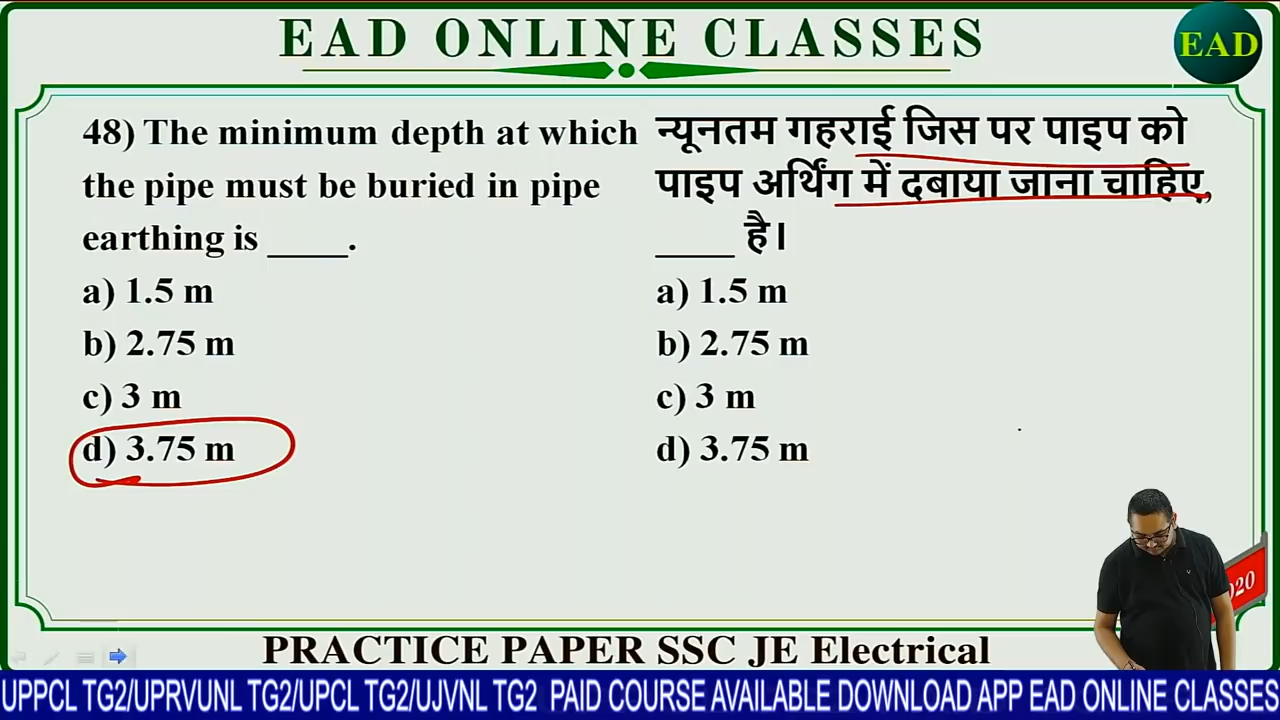 EAD ONLINE CLASSES
EAD
48) The minimum depth at which
the pipe must be buried in pipe
earthing is ____.
a) 1.5 m
b) 2.75 m
c) 3 m
d) 3.75 m
न्यूनतम गहराई जिस पर पाइप को
पाइप अर्थिंग में दबाया जाना चाहिए,
____ है।
a) 1.5 m
b) 2.75 m
c) 3 m
d) 3.75 m
PRACTICE PAPER SSC JE Electrical
UPPCL TG2/UPRVUNL TG2/UPCL TG2/UJVNL TG2 PAID COURSE AVAILABLE DOWNLOAD APP EAD ONLINE CLASSES